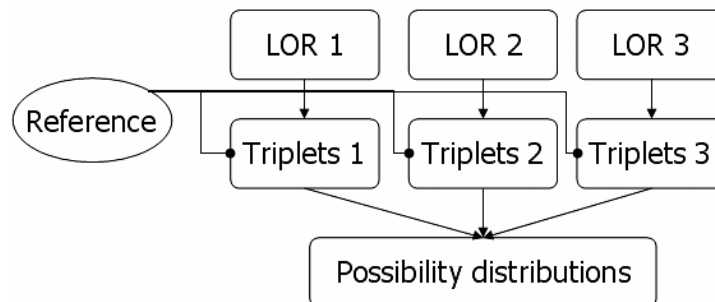 LOR 1
LOR 2
LOR 3
Reference
Triplets 1
Triplets 2
Triplets 3
Possibility distributions